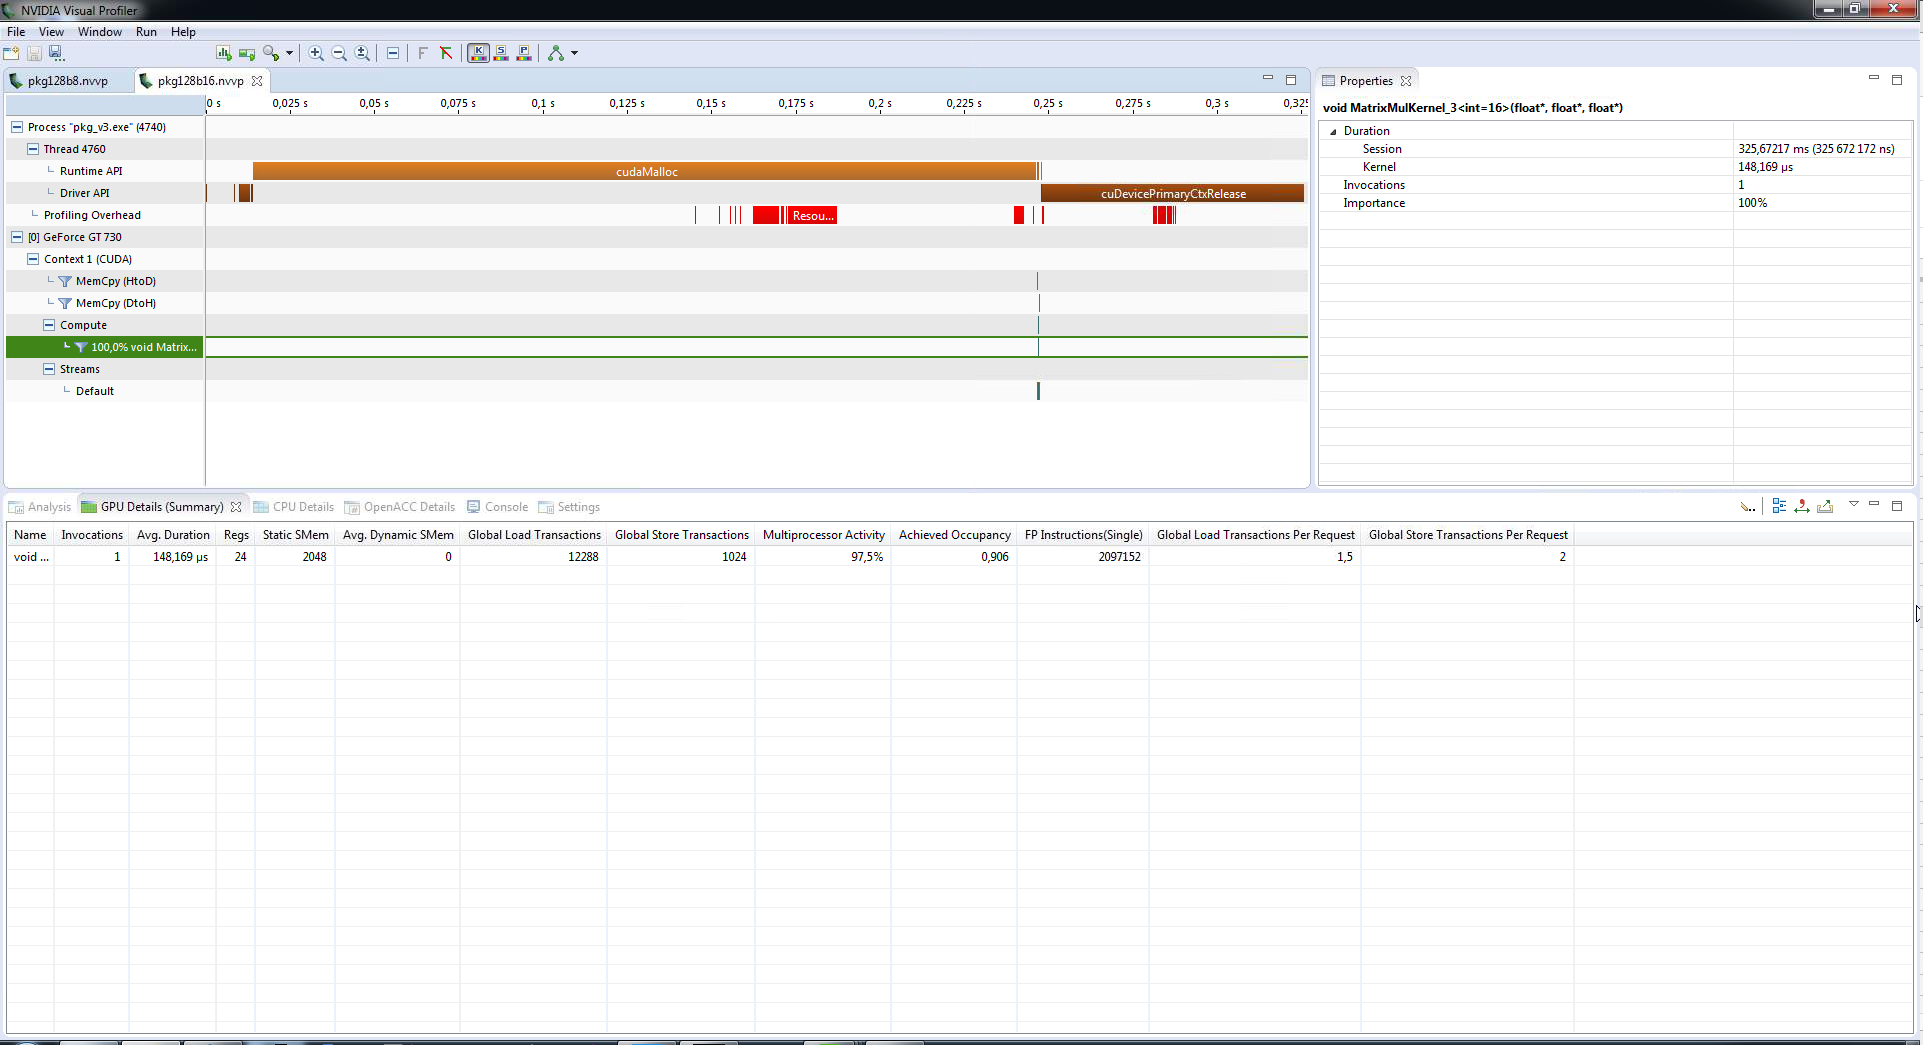 NVIDIA Visual Profiler
File View Window Run Help
pkg128b8.nvvp pkg128b16.nvvp
0 s 0,025 s 0,05 s 0,075 s 0,1 s 0,125 s 0,15 s 0,175 s 0,2 s 0,225 s 0,25 s 0,275 s 0,3 s 0,325
Process "pkg_v3.exe" (4740)
Thread 4760
Runtime API cudaMalloc
Driver API cuDevicePrimaryCtxRelease
Profiling Overhead Resou...
[0] GeForce GT 730
Context 1 (CUDA)
MemCpy (HtoD)
MemCpy (DtoH)
Compute
100,0% void Matrix...
Streams
Default
Properties
void MatrixMulKernel_3<int=16>(float*, float*, float*)
Duration
Session 325,67217 ms (325 672 172 ns)
Kernel 148,169 µs
Invocations 1
Importance 100%
Analysis GPU Details (Summary) CPU Details OpenACC Details Console Settings
Name Invocations Avg. Duration Regs Static SMem Avg. Dynamic SMem Global Load Transactions Global Store Transactions Multiprocessor Activity Achieved Occupancy FP Instructions(Single) Global Load Transactions Per Request Global Store Transactions Per Request
void ... 1 148,169 µs 24 2048 0 12288 1024 97,5% 0,906 2097152 1,5 2